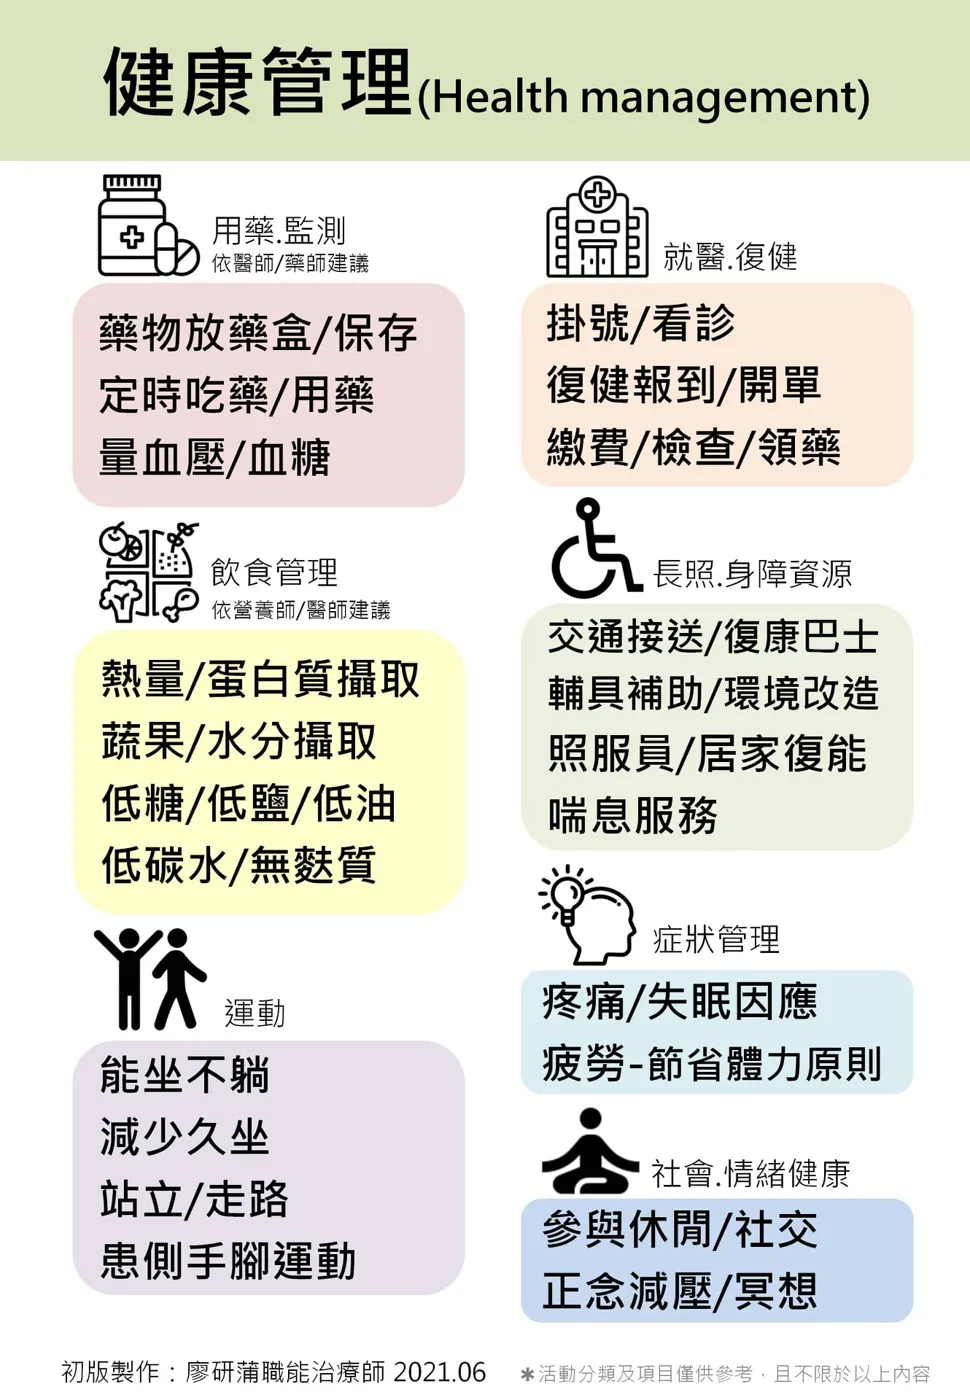 健康管理(Health management)
用藥.監測
依醫師/藥師建議
藥物放藥盒/保存
定時吃藥/用藥
量血壓/血糖
飲食管理
依營養師/醫師建議
熱量/蛋白質攝取
蔬果/水分攝取
低糖/低鹽/低油
低碳水/無麩質
運動
能坐不躺
減少久坐
站立/走路
患側手腳運動
就醫.復健
掛號/看診
復健報到/開單
繳費/檢查/領藥
長照.身障資源
交通接送/復康巴士
輔具補助/環境改造
照服員/居家復能
喘息服務
症狀管理
疼痛/失眠因應
疲勞-節省體力原則
社會.情緒健康
參與休閒/社交
正念減壓/冥想
初版製作：廖研蒲職能治療師 2021.06
＊活動分類及項目僅供參考，且不限於以上內容